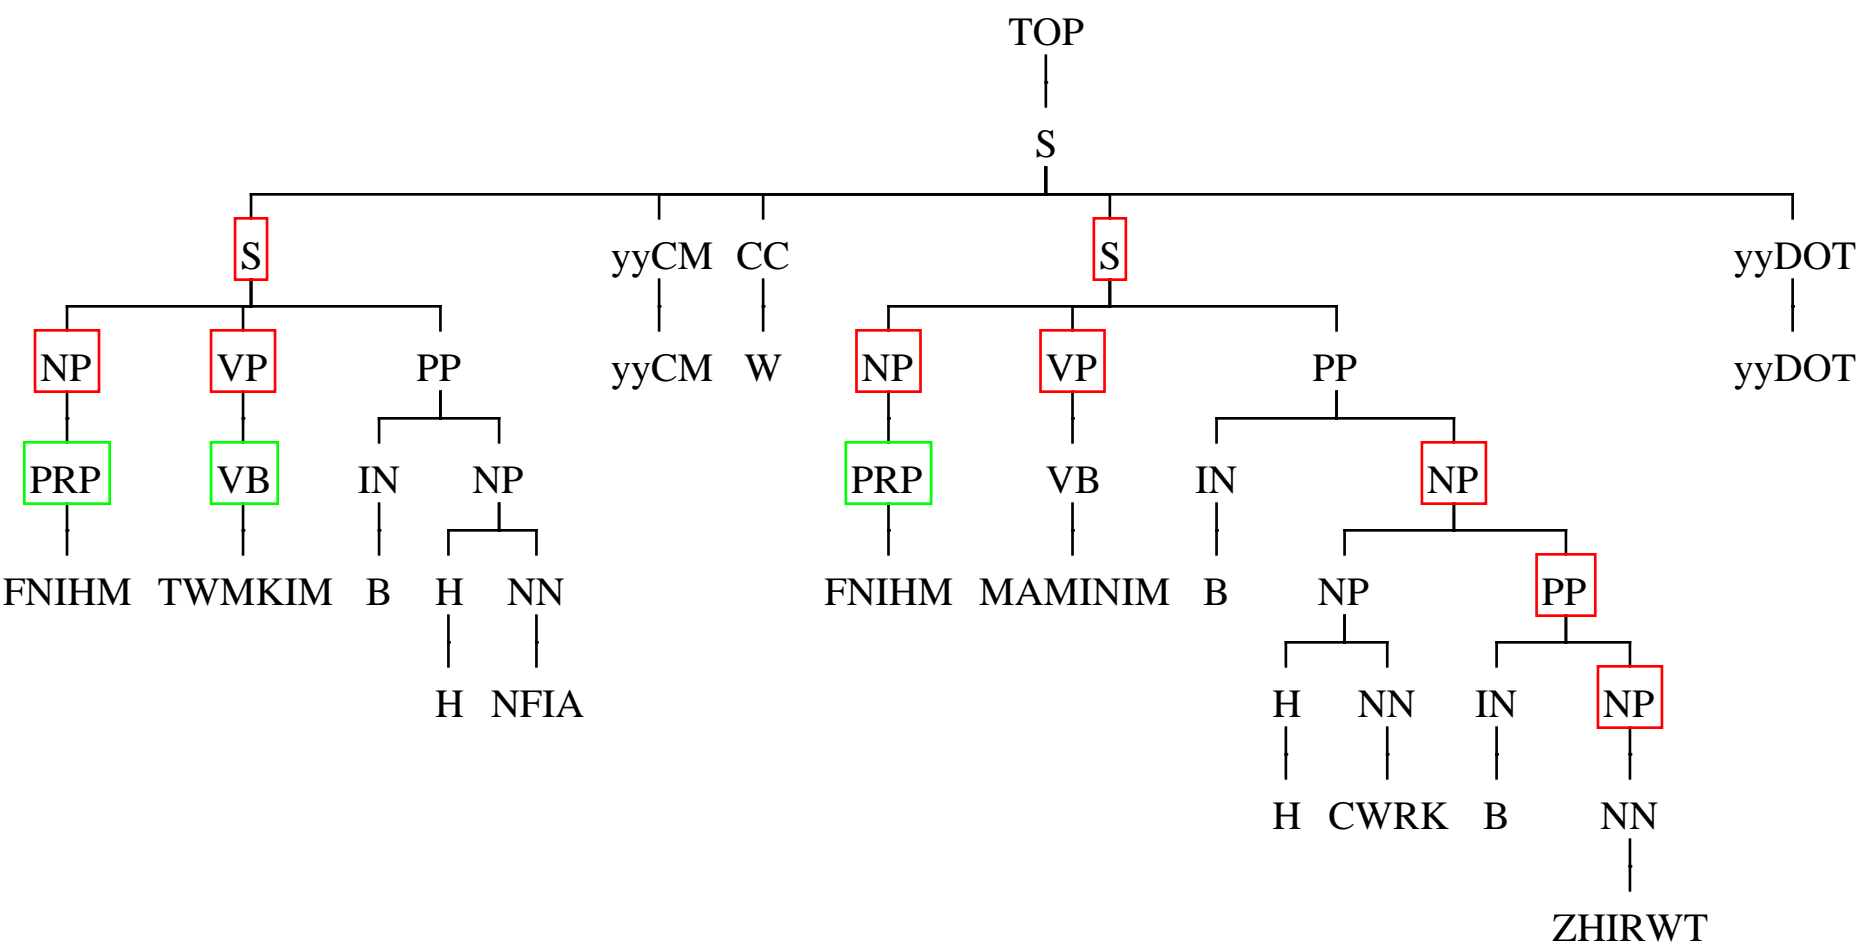 TOP
S
S yyCM CC S yyDOT
NP VP PP yyCM W NP VP PP yyDOT
PRP VB IN NP PRP VB IN NP
FNIHM TWMKIM B H NN FNIHM MAMINIM B NP PP
H NFIA H NN IN NP
H CWRK B NN
ZHIRWT